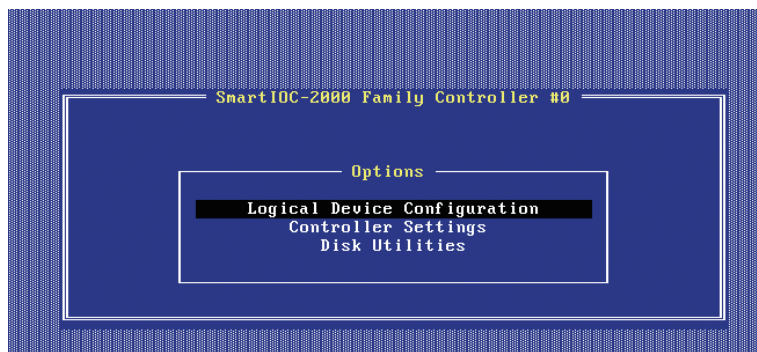 SmartIOC-2000 Family Controller #0
Options
Logical Device Configuration
Controller Settings
Disk Utilities